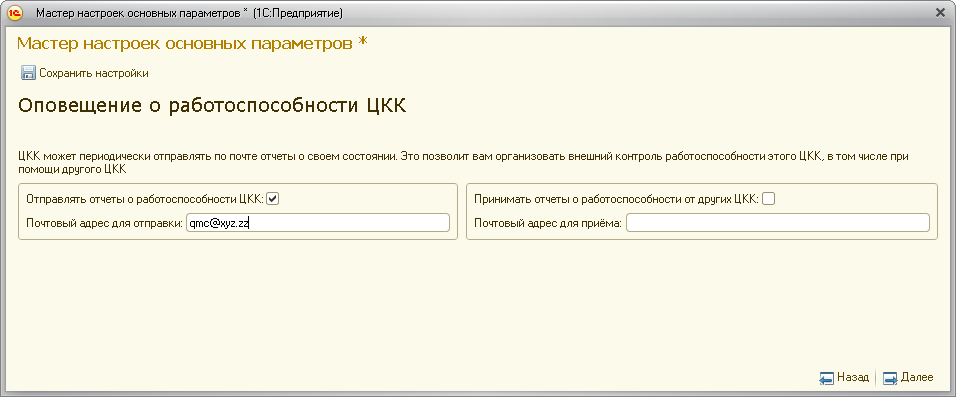 Мастер настроек основных параметров * (1С:Предприятие)
Мастер настроек основных параметров *
Сохранить настройки
Оповещение о работоспособности ЦКК
ЦКК может периодически отправлять по почте отчеты о своем состоянии. Это позволит вам организовать внешний контроль работоспособности этого ЦКК, в том числе при
помощи другого ЦКК
Отправлять отчеты о работоспособности ЦКК:
Почтовый адрес для отправки: qmc@xyz.zz
Принимать отчеты о работоспособности от других ЦКК:
Почтовый адрес для приёма:
Назад Далее